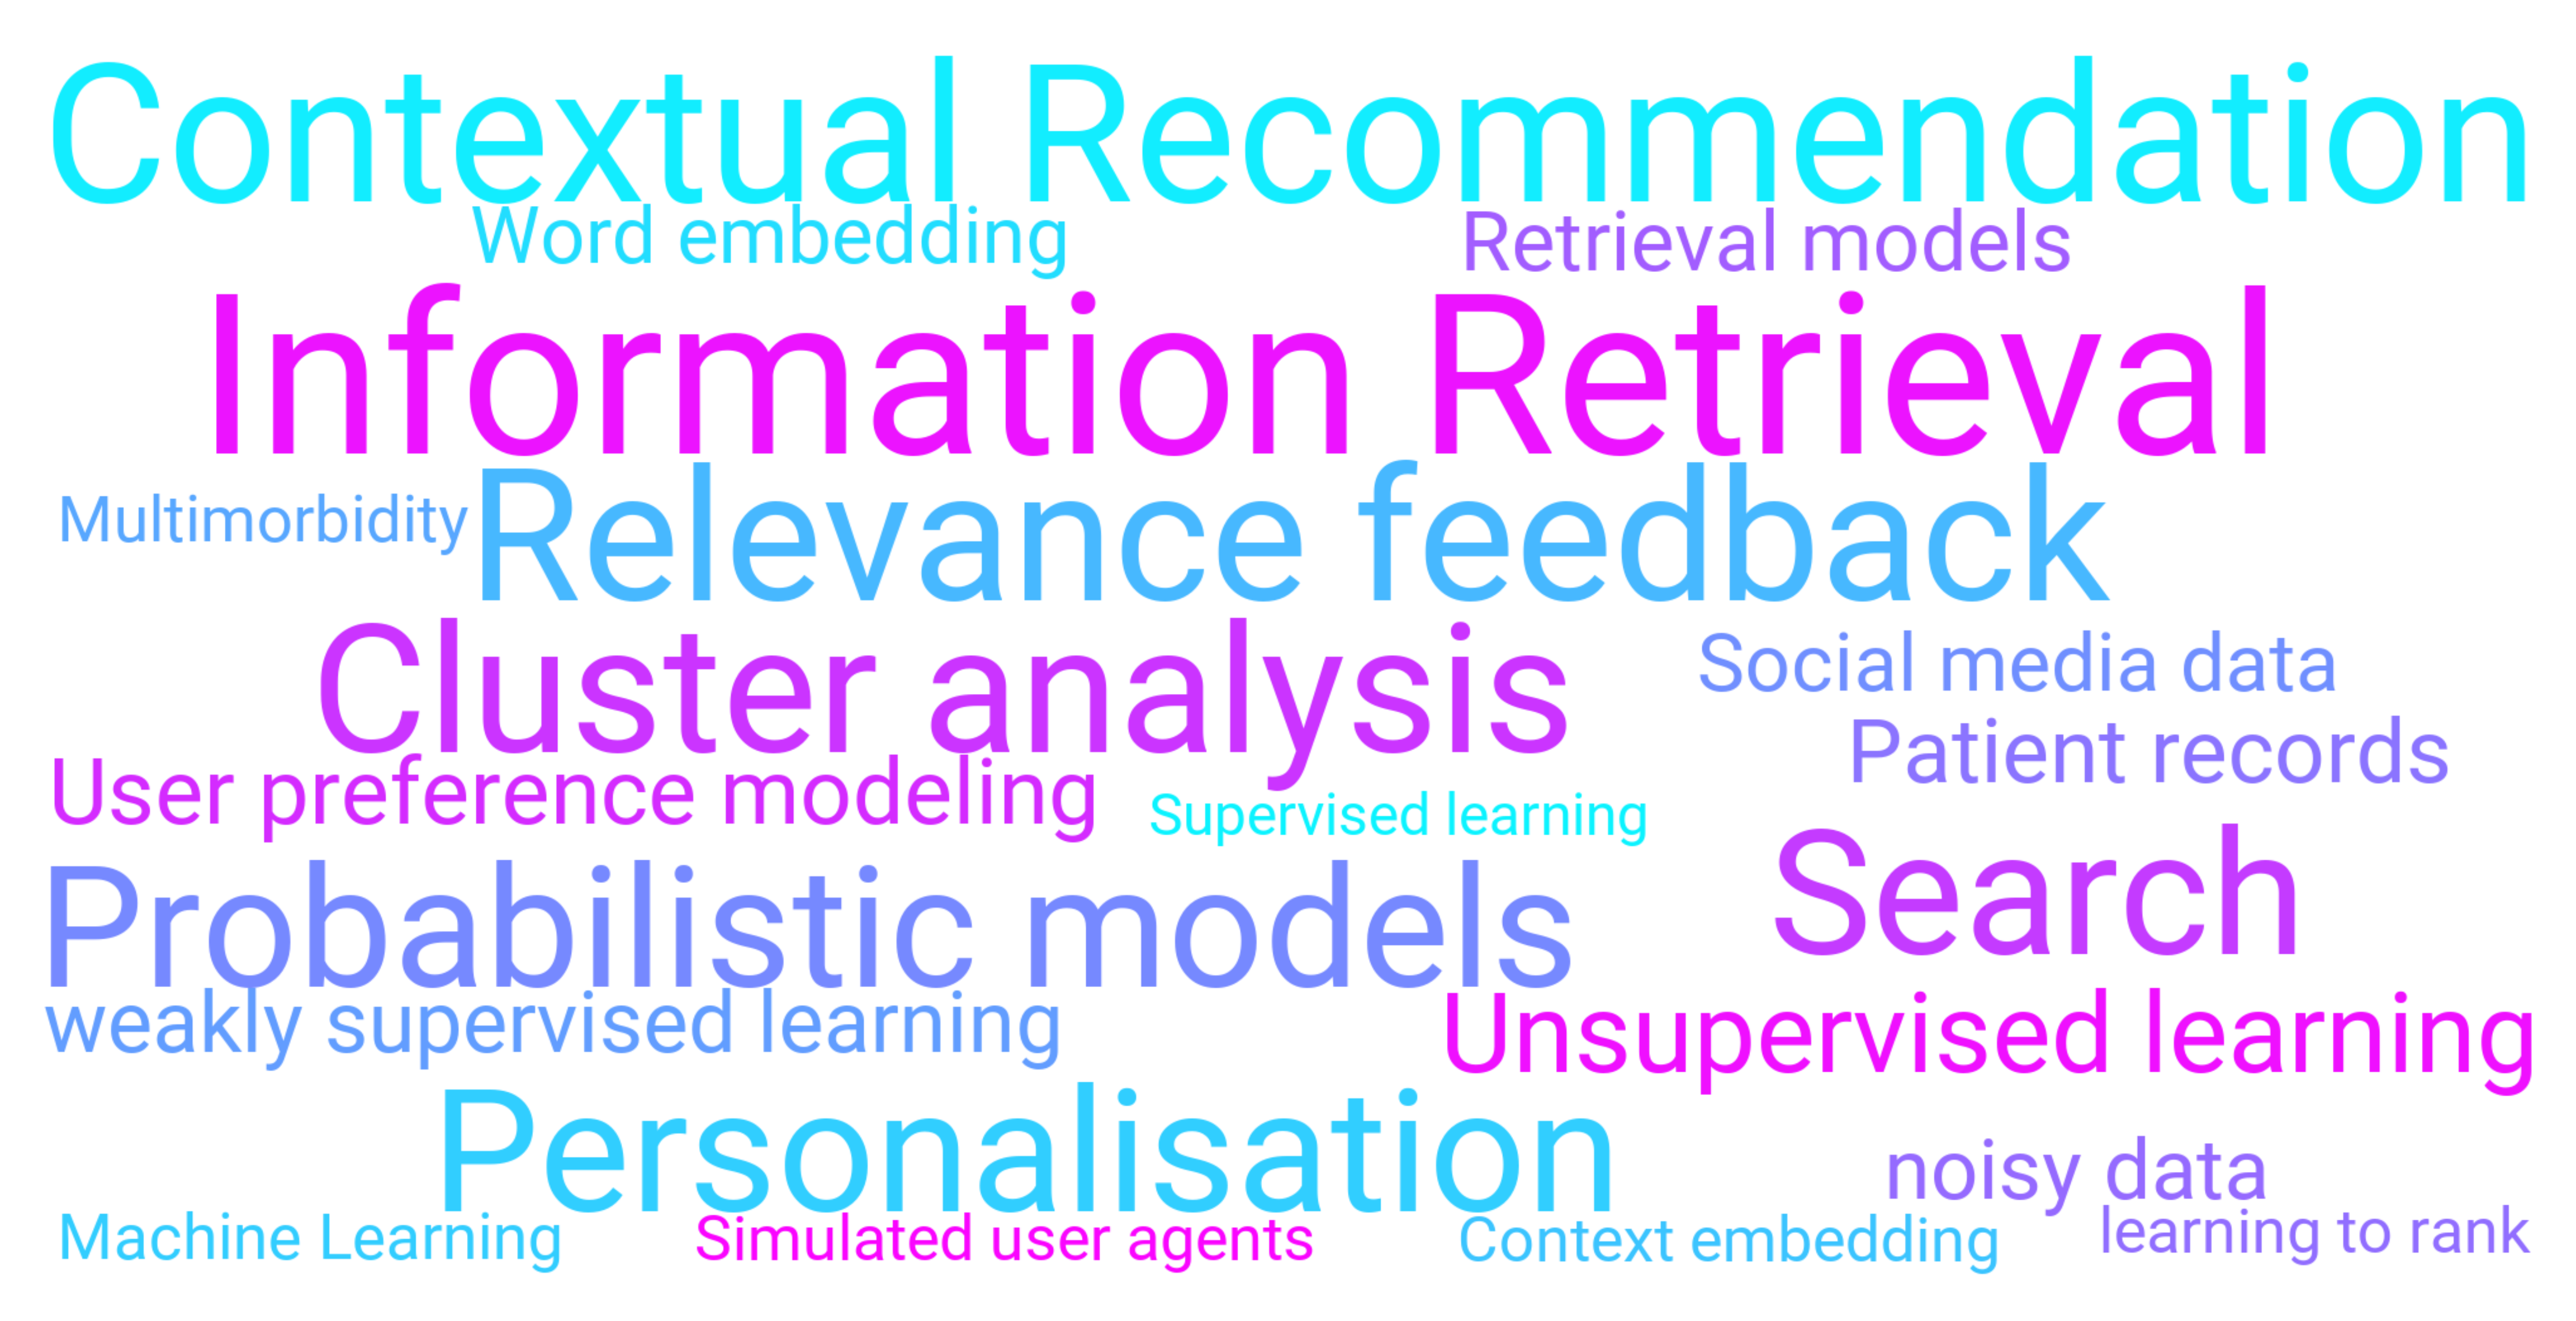 Contextual Recommendation
Word embedding
Retrieval models
Information Retrieval
Multimorbidity
Relevance feedback
Cluster analysis
Social media data
Patient records
User preference modeling
Supervised learning
Search
Probabilistic models
weakly supervised learning
Unsupervised learning
Personalisation
noisy data
Machine Learning
Simulated user agents
Context embedding
learning to rank